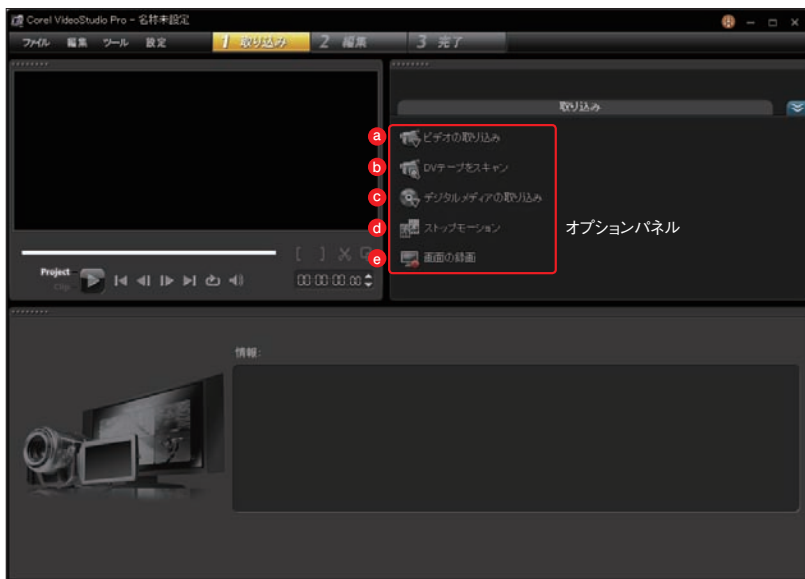 Corel VideoStudio Pro - 名称未設定
ファイル 編集 ツール 設定 1 取り込み 2 編集 3 完了
取り込み
a ビデオの取り込み
b DVテープをスキャン
c デジタルメディアの取り込み
d ストップモーション
e 画面の録画
オプションパネル
Project
Clip
00:00:00.00
情報: